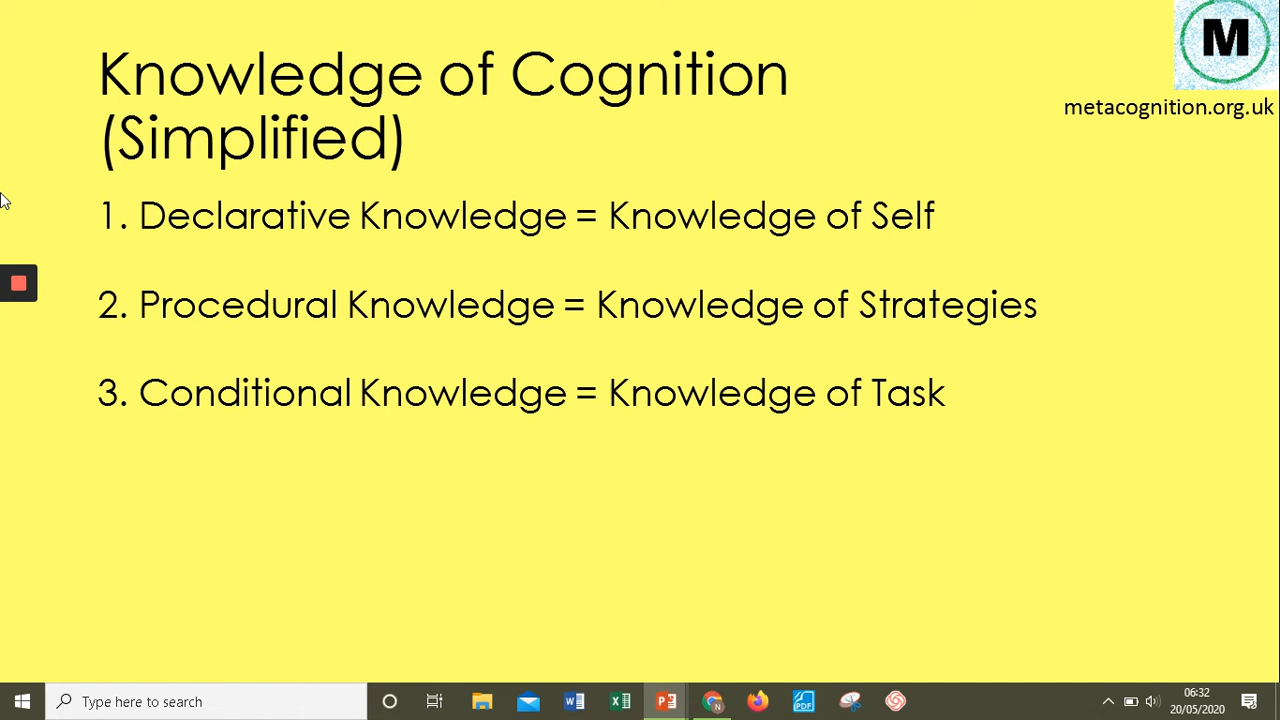 M
metacognition.org.uk
Knowledge of Cognition
(Simplified)
1. Declarative Knowledge = Knowledge of Self
2. Procedural Knowledge = Knowledge of Strategies
3. Conditional Knowledge = Knowledge of Task
Type here to search
06:32
20/05/2020